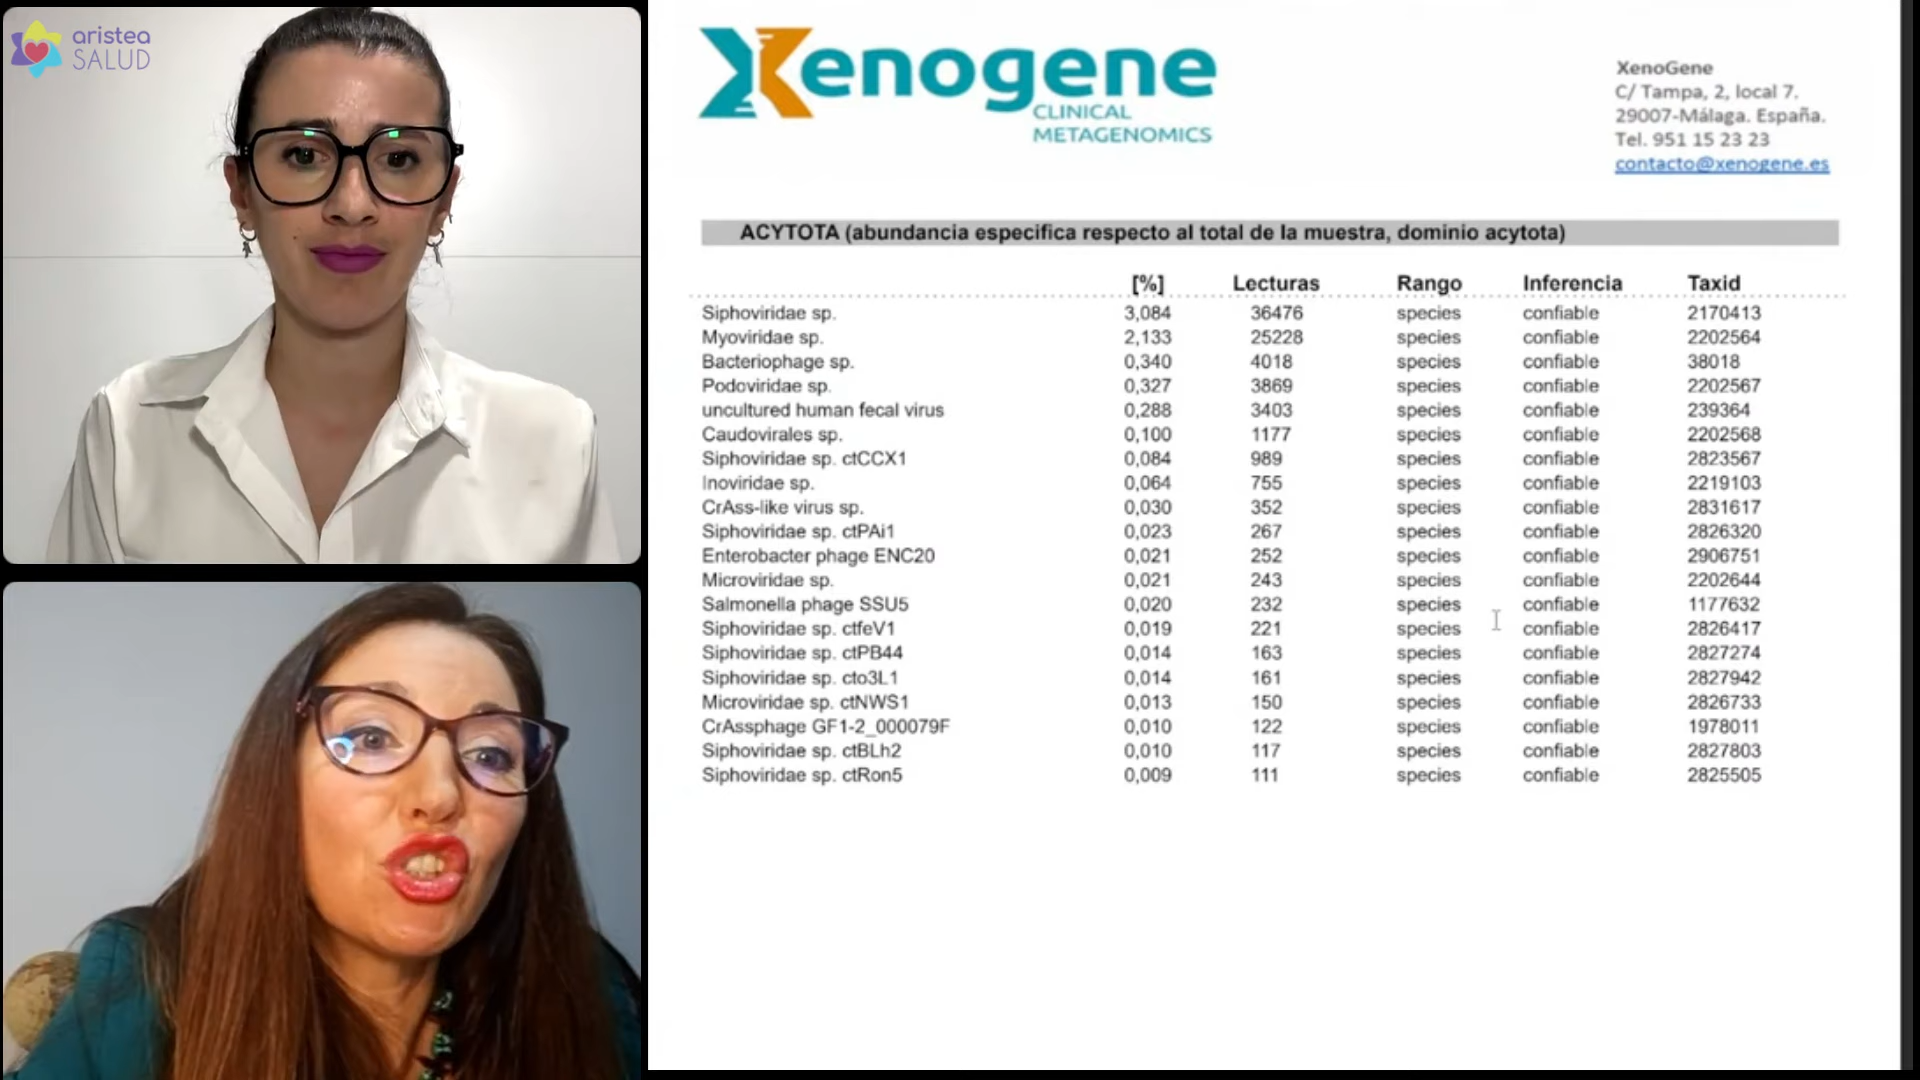 aristea
SALUD
Xenogene
CLINICAL
METAGENOMICS
XenoGene
C/ Tampa, 2, local 7.
29007-Málaga. España.
Tel. 951 15 23 23
contacto@xenogene.es
ACYTOTA (abundancia especifica respecto al total de la muestra, dominio acytota)
[%] Lecturas Rango Inferencia Taxid
Siphoviridae sp. 3,084 36476 species confiable 2170413
Myoviridae sp. 2,133 25228 species confiable 2202564
Bacteriophage sp. 0,340 4018 species confiable 38018
Podoviridae sp. 0,327 3869 species confiable 2202567
uncultured human fecal virus 0,288 3403 species confiable 239364
Caudovirales sp. 0,100 1177 species confiable 2202568
Siphoviridae sp. ctCCX1 0,084 989 species confiable 2823567
Inoviridae sp. 0,064 755 species confiable 2219103
CrAss-like virus sp. 0,030 352 species confiable 2831617
Siphoviridae sp. ctPAi1 0,023 267 species confiable 2826320
Enterobacter phage ENC20 0,021 252 species confiable 2906751
Microviridae sp. 0,021 243 species confiable 2202644
Salmonella phage SSU5 0,020 232 species confiable 1177632
Siphoviridae sp. ctfeV1 0,019 221 species confiable 2826417
Siphoviridae sp. ctPB44 0,014 163 species confiable 2827274
Siphoviridae sp. cto3L1 0,014 161 species confiable 2827942
Microviridae sp. ctNWS1 0,013 150 species confiable 2826733
CrAssphage GF1-2_000079F 0,010 122 species confiable 1978011
Siphoviridae sp. ctBLh2 0,010 117 species confiable 2827803
Siphoviridae sp. ctRon5 0,009 111 species confiable 2825505